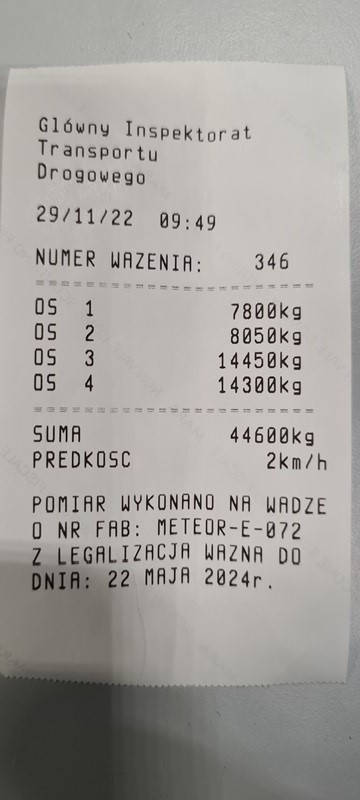 Główny Inspektorat
Transportu
Drogowego
29/11/22 09:49
NUMER WAZENIA: 346
==============================
OS 1 7800kg
OS 2 8050kg
OS 3 14450kg
OS 4 14300kg
==============================
SUMA 44600kg
PREDKOSC 2km/h
POMIAR WYKONANO NA WADZE
O NR FAB: METEOR-E-072
Z LEGALIZACJA WAZNA DO
DNIA: 22 MAJA 2024r.